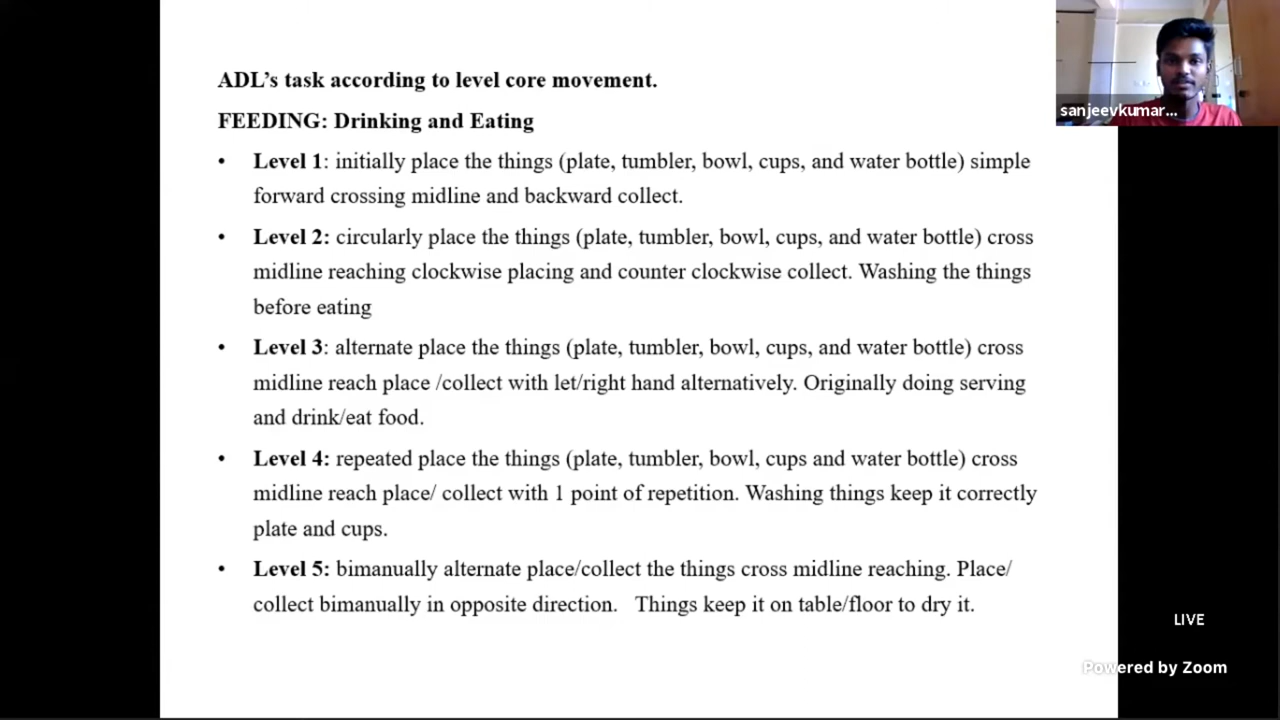 ADL’s task according to level core movement.
FEEDING: Drinking and Eating
• Level 1: initially place the things (plate, tumbler, bowl, cups, and water bottle) simple
forward crossing midline and backward collect.
• Level 2: circularly place the things (plate, tumbler, bowl, cups, and water bottle) cross
midline reaching clockwise placing and counter clockwise collect. Washing the things
before eating
• Level 3: alternate place the things (plate, tumbler, bowl, cups, and water bottle) cross
midline reach place /collect with let/right hand alternatively. Originally doing serving
and drink/eat food.
• Level 4: repeated place the things (plate, tumbler, bowl, cups and water bottle) cross
midline reach place/ collect with 1 point of repetition. Washing things keep it correctly
plate and cups.
• Level 5: bimanually alternate place/collect the things cross midline reaching. Place/
collect bimanually in opposite direction.   Things keep it on table/floor to dry it.
sanjeevkumar...
LIVE
Powered by Zoom